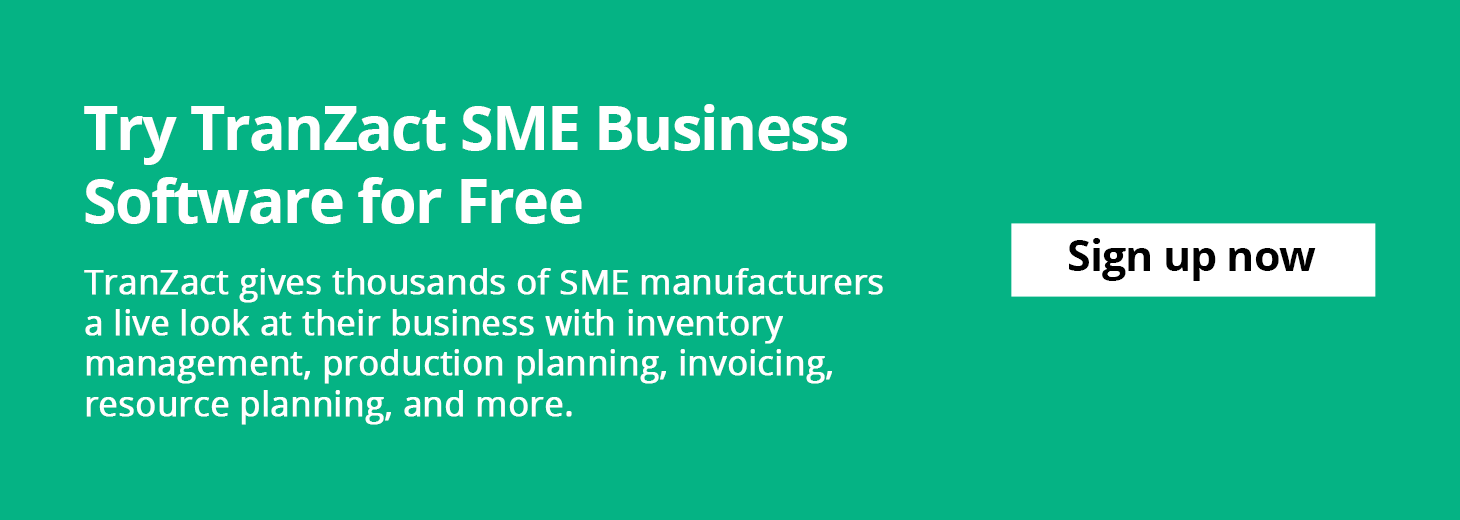 Try TranZact SME Business
Software for Free
TranZact gives thousands of SME manufacturers
a live look at their business with inventory
management, production planning, invoicing,
resource planning, and more.
Sign up now